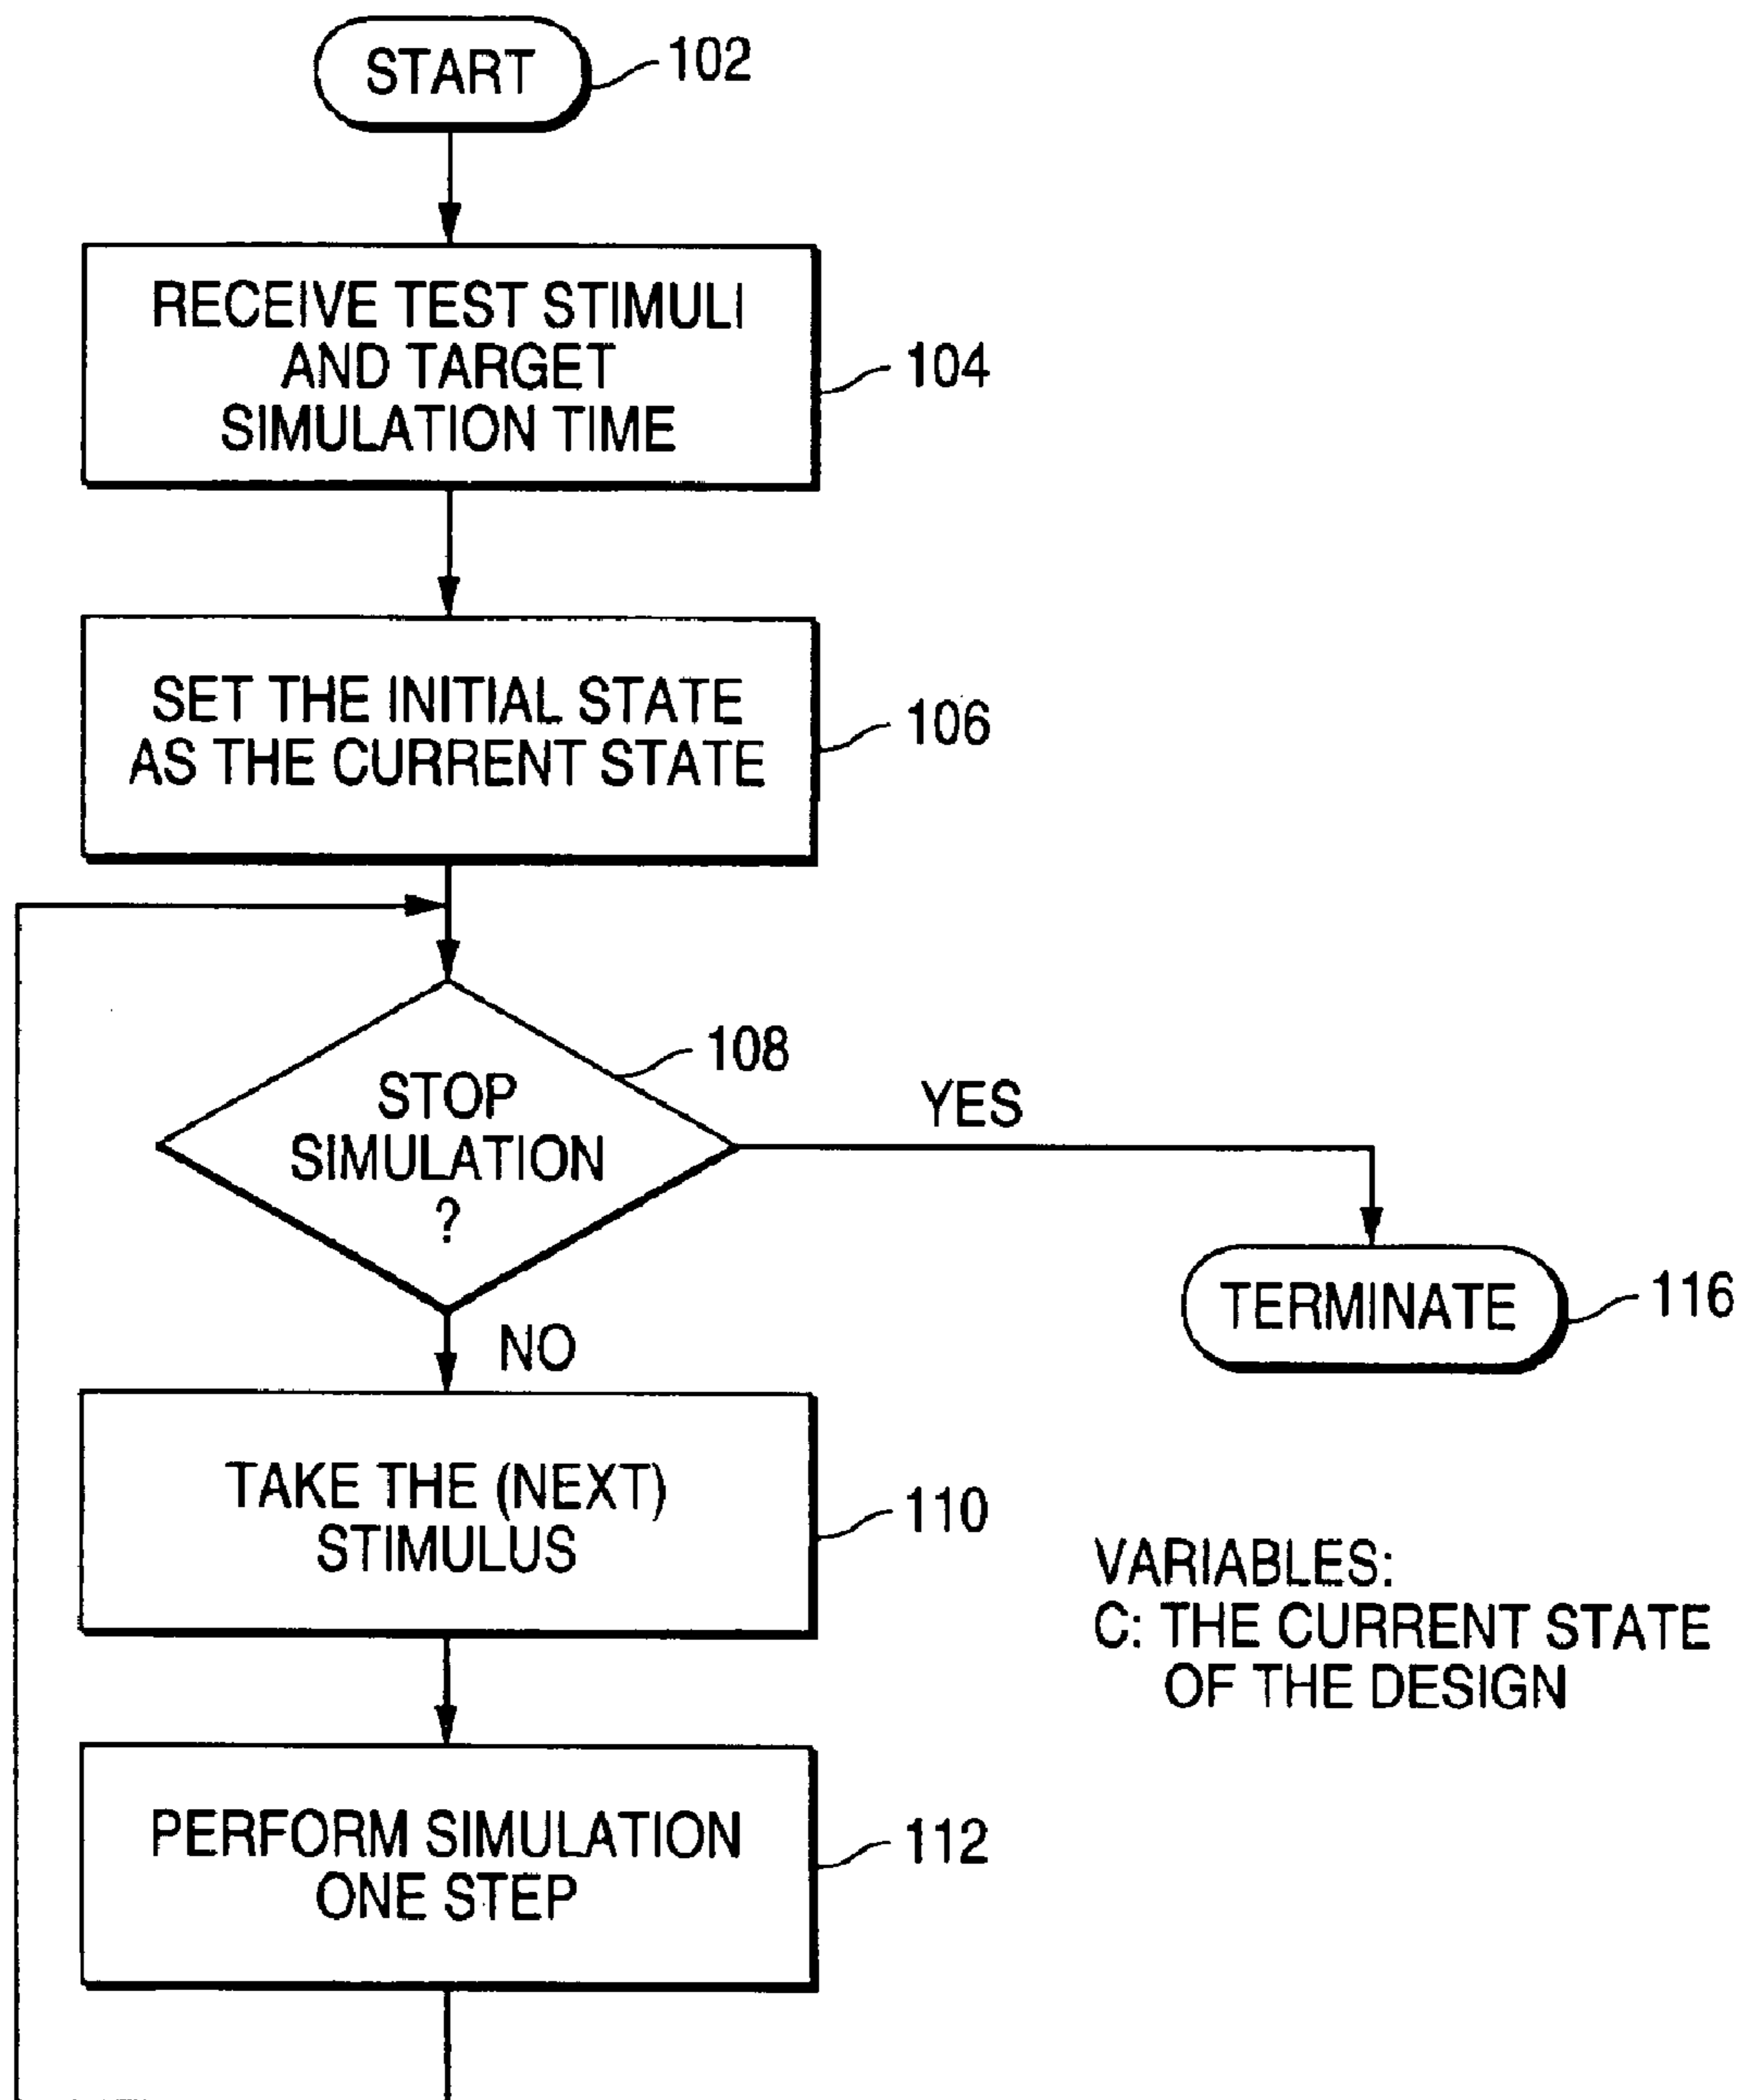 START
102
RECEIVE TEST STIMULI
AND TARGET
SIMULATION TIME
104
SET THE INITIAL STATE
AS THE CURRENT STATE
106
STOP
SIMULATION
?
108
YES
TERMINATE
116
NO
TAKE THE (NEXT)
STIMULUS
110
VARIABLES:
C: THE CURRENT STATE
OF THE DESIGN
PERFORM SIMULATION
ONE STEP
112